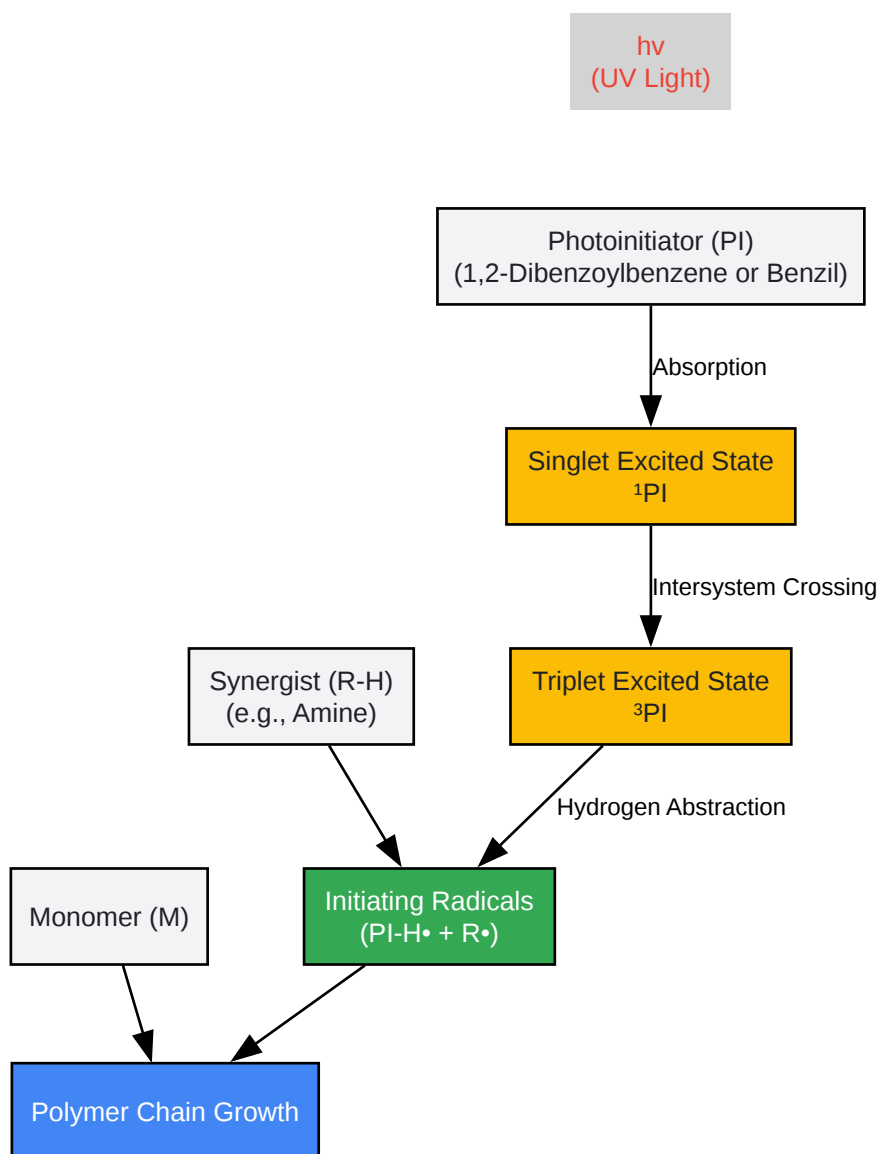 hv
(UV Light)
Photoinitiator (PI)
(1,2-Dibenzoylbenzene or Benzil)
Absorption
Singlet Excited State
¹PI
Intersystem Crossing
Synergist (R-H)
(e.g., Amine)
Triplet Excited State
³PI
Hydrogen Abstraction
Monomer (M)
Initiating Radicals
(PI-H• + R•)
Polymer Chain Growth